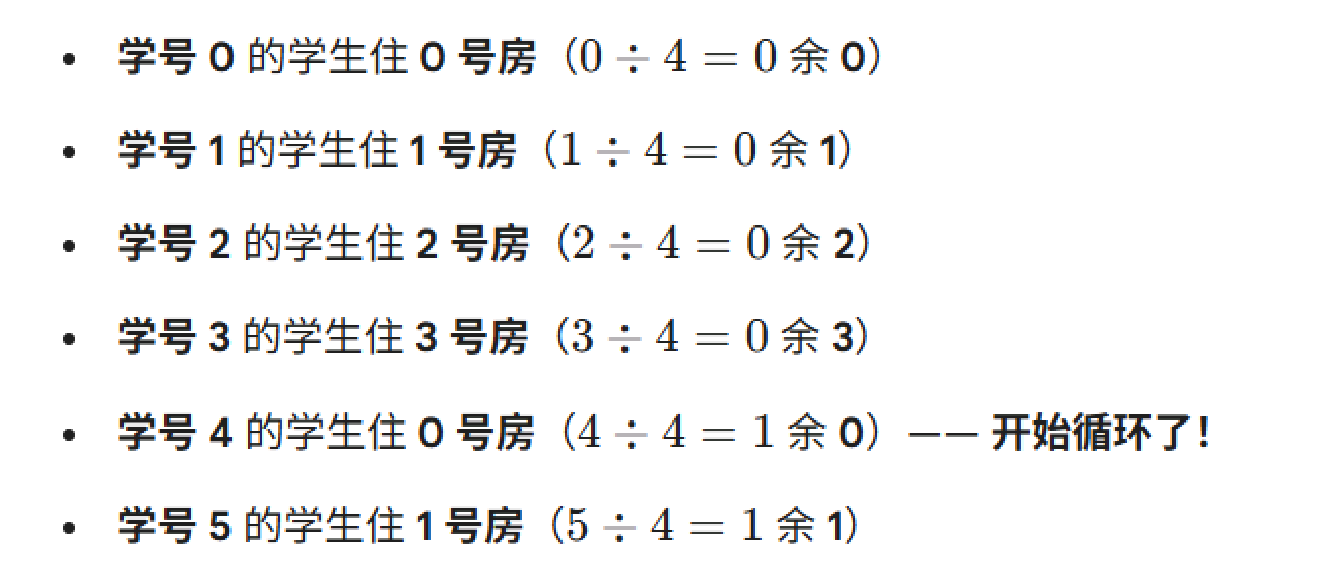 • 学号 0 的学生住 0 号房（0 ÷ 4 = 0 余 0）
• 学号 1 的学生住 1 号房（1 ÷ 4 = 0 余 1）
• 学号 2 的学生住 2 号房（2 ÷ 4 = 0 余 2）
• 学号 3 的学生住 3 号房（3 ÷ 4 = 0 余 3）
• 学号 4 的学生住 0 号房（4 ÷ 4 = 1 余 0）—— 开始循环了！
• 学号 5 的学生住 1 号房（5 ÷ 4 = 1 余 1）